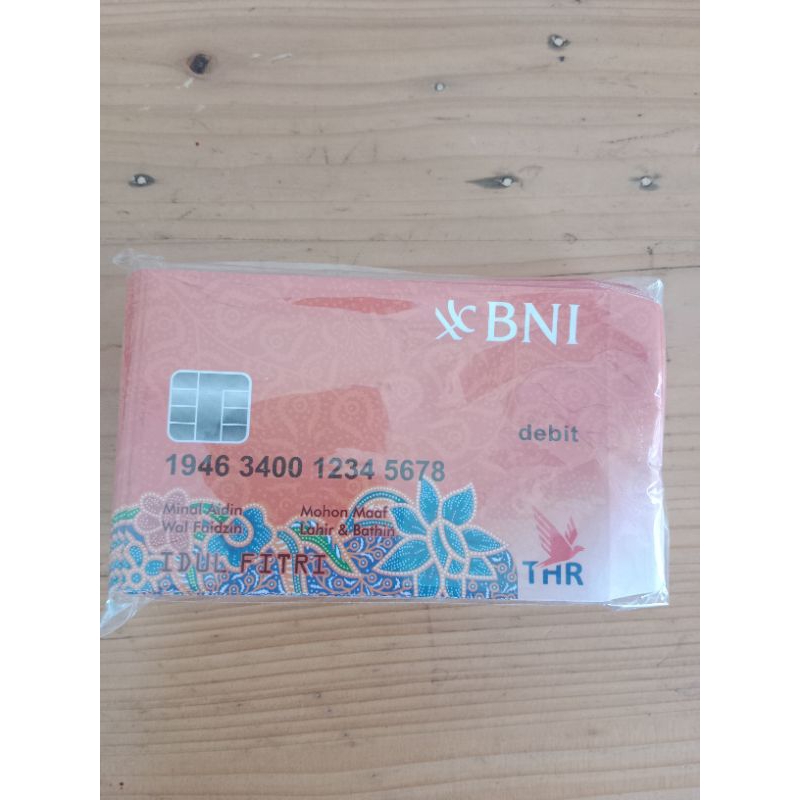 BNI
debit
1946 3400 1234 5678
Minal Aidin
Wal Faidzin
Mohon Maaf
Lahir & Bathin
IDUL FITRI
THR